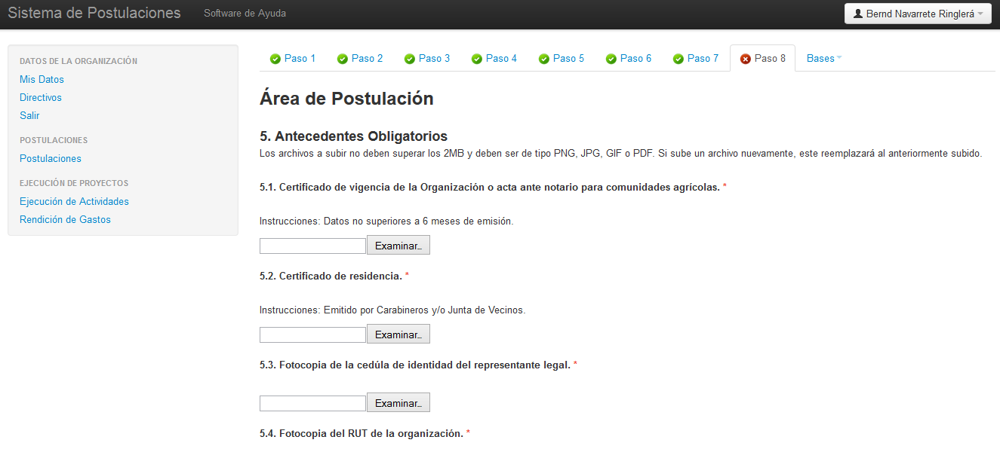 Sistema de Postulaciones Software de Ayuda Bernd Navarrete Ringlerá
DATOS DE LA ORGANIZACIÓN
Mis Datos
Directivos
Salir
POSTULACIONES
Postulaciones
EJECUCIÓN DE PROYECTOS
Ejecución de Actividades
Rendición de Gastos
Paso 1 Paso 2 Paso 3 Paso 4 Paso 5 Paso 6 Paso 7 Paso 8 Bases
Área de Postulación
5. Antecedentes Obligatorios
Los archivos a subir no deben superar los 2MB y deben ser de tipo PNG, JPG, GIF o PDF. Si sube un archivo nuevamente, este reemplazará al anteriormente subido.
5.1. Certificado de vigencia de la Organización o acta ante notario para comunidades agrícolas. *
Instrucciones: Datos no superiores a 6 meses de emisión.
Examinar...
5.2. Certificado de residencia. *
Instrucciones: Emitido por Carabineros y/o Junta de Vecinos.
Examinar...
5.3. Fotocopia de la cedúla de identidad del representante legal. *
Examinar...
5.4. Fotocopia del RUT de la organización. *